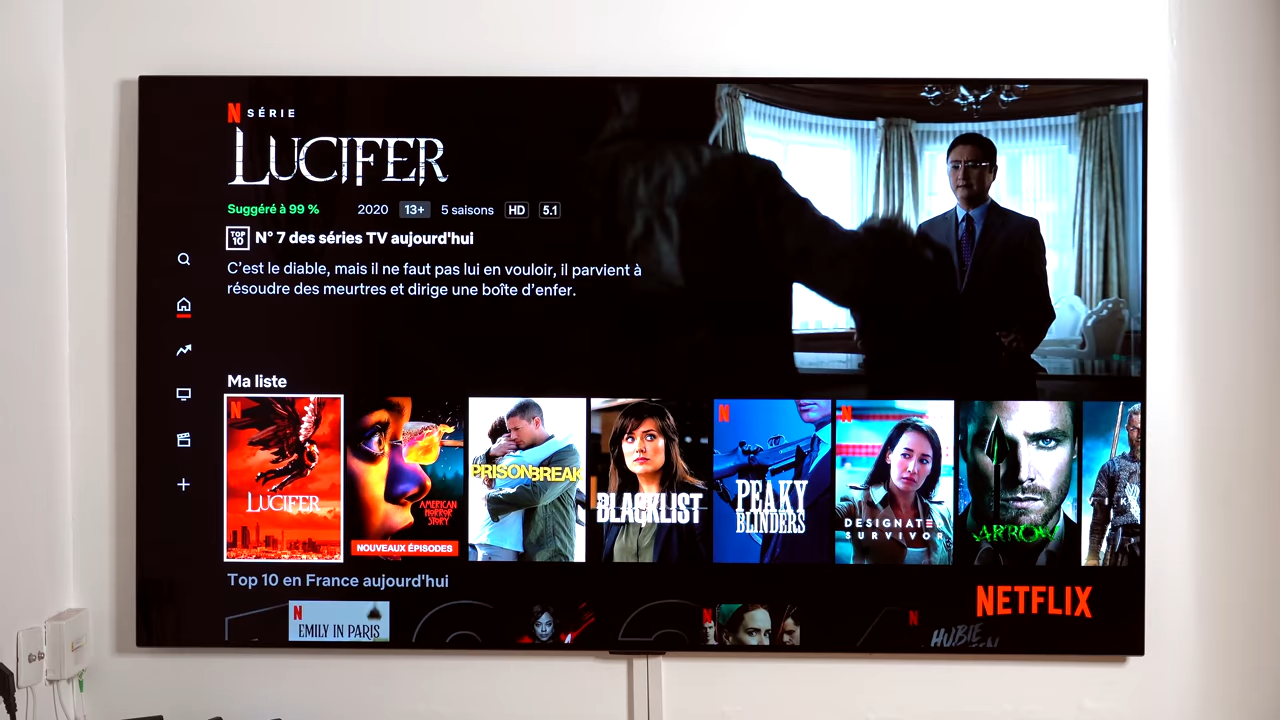 N SÉRIE
LUCIFER
Suggéré à 99 % 2020 13+ 5 saisons HD 5.1
TOP 10 N° 7 des séries TV aujourd'hui
C'est le diable, mais il ne faut pas lui en vouloir, il parvient à
résoudre des meurtres et dirige une boîte d'enfer.
Ma liste
N
LUCIFER
AMERICAN
HORROR
STORY
NOUVEAUX ÉPISODES
PRISON BREAK
BLACKLIST
N
PEAKY
BLINDERS
N
DESIGNATED
SURVIVOR
ARROW
Top 10 en France aujourd'hui
NETFLIX
N
EMILY IN PARIS
N
N
HUBIE